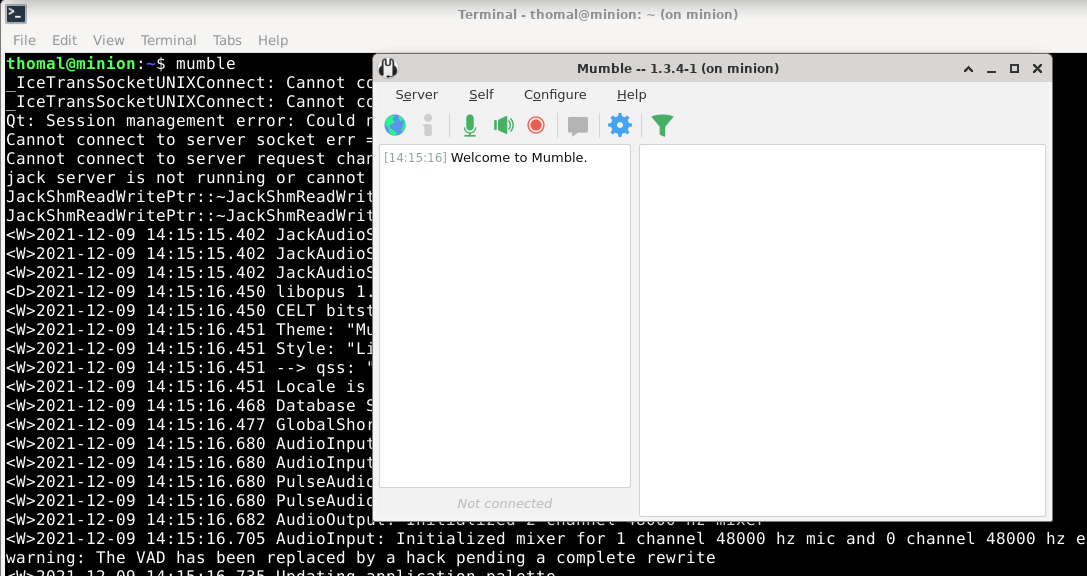 Terminal - thomal@minion: ~ (on minion)
File Edit View Terminal Tabs Help
thomal@minion:~$ mumble
_IceTransSocketUNIXConnect: Cannot
_IceTransSocketUNIXConnect: Cannot
Qt: Session management error: Could
Cannot connect to server socket err =
Cannot connect to server request
jack server is not running or cannot
JackShmReadWritePtr::~JackShmReadWrit
JackShmReadWritePtr::~JackShmReadWrit
<W>2021-12-09 14:15:15.402 JackAudioS
<W>2021-12-09 14:15:15.402 JackAudioS
<W>2021-12-09 14:15:15.402 JackAudioS
<D>2021-12-09 14:15:16.450 libopus 1.
<W>2021-12-09 14:15:16.450 CELT bitst
<W>2021-12-09 14:15:16.451 Theme: "Mu
<W>2021-12-09 14:15:16.451 Style: "Li
<W>2021-12-09 14:15:16.451 --> qss: "
<W>2021-12-09 14:15:16.451 Locale is
<W>2021-12-09 14:15:16.468 Database S
<W>2021-12-09 14:15:16.477 GlobalShor
<W>2021-12-09 14:15:16.680 AudioInput
<W>2021-12-09 14:15:16.680 AudioInput
<W>2021-12-09 14:15:16.680 PulseAudio
<W>2021-12-09 14:15:16.680 PulseAudio
<W>2021-12-09 14:15:16.682 AudioOutput: Initialized 2 channel 48000 hz mixer
<W>2021-12-09 14:15:16.705 AudioInput: Initialized mixer for 1 channel 48000 hz mic and 0 channel 48000 hz e
warning: The VAD has been replaced by a hack pending a complete rewrite
<W>2021-12-09 14:15:16.735 Updating application palette
Mumble -- 1.3.4-1 (on minion)
Server Self Configure Help
[14:15:16] Welcome to Mumble.
Not connected